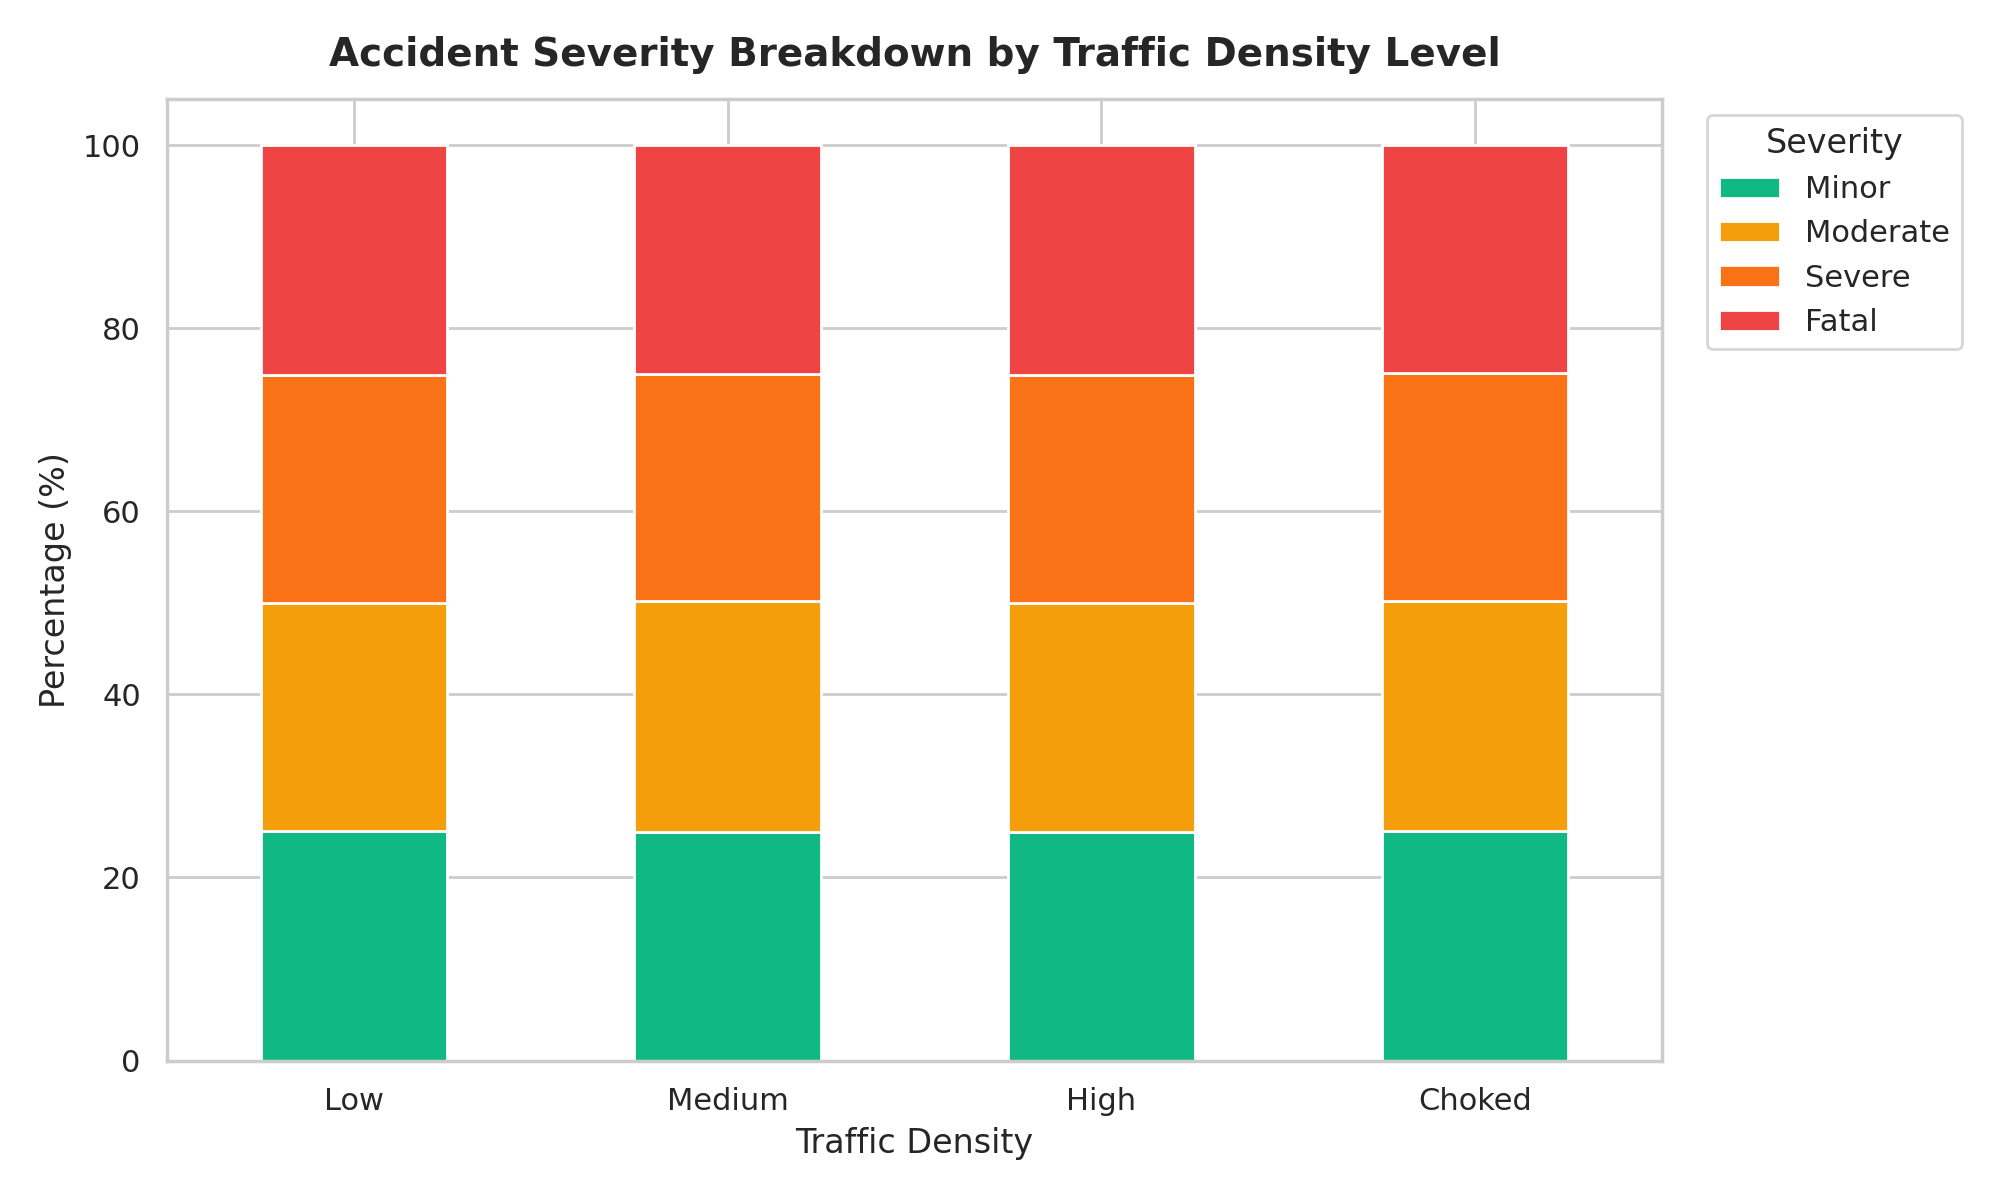 Accident Severity Breakdown by Traffic Density Level
Severity
Minor
Moderate
Severe
Fatal
Percentage (%)
100
80
60
40
20
0
Low
Medium
High
Choked
Traffic Density